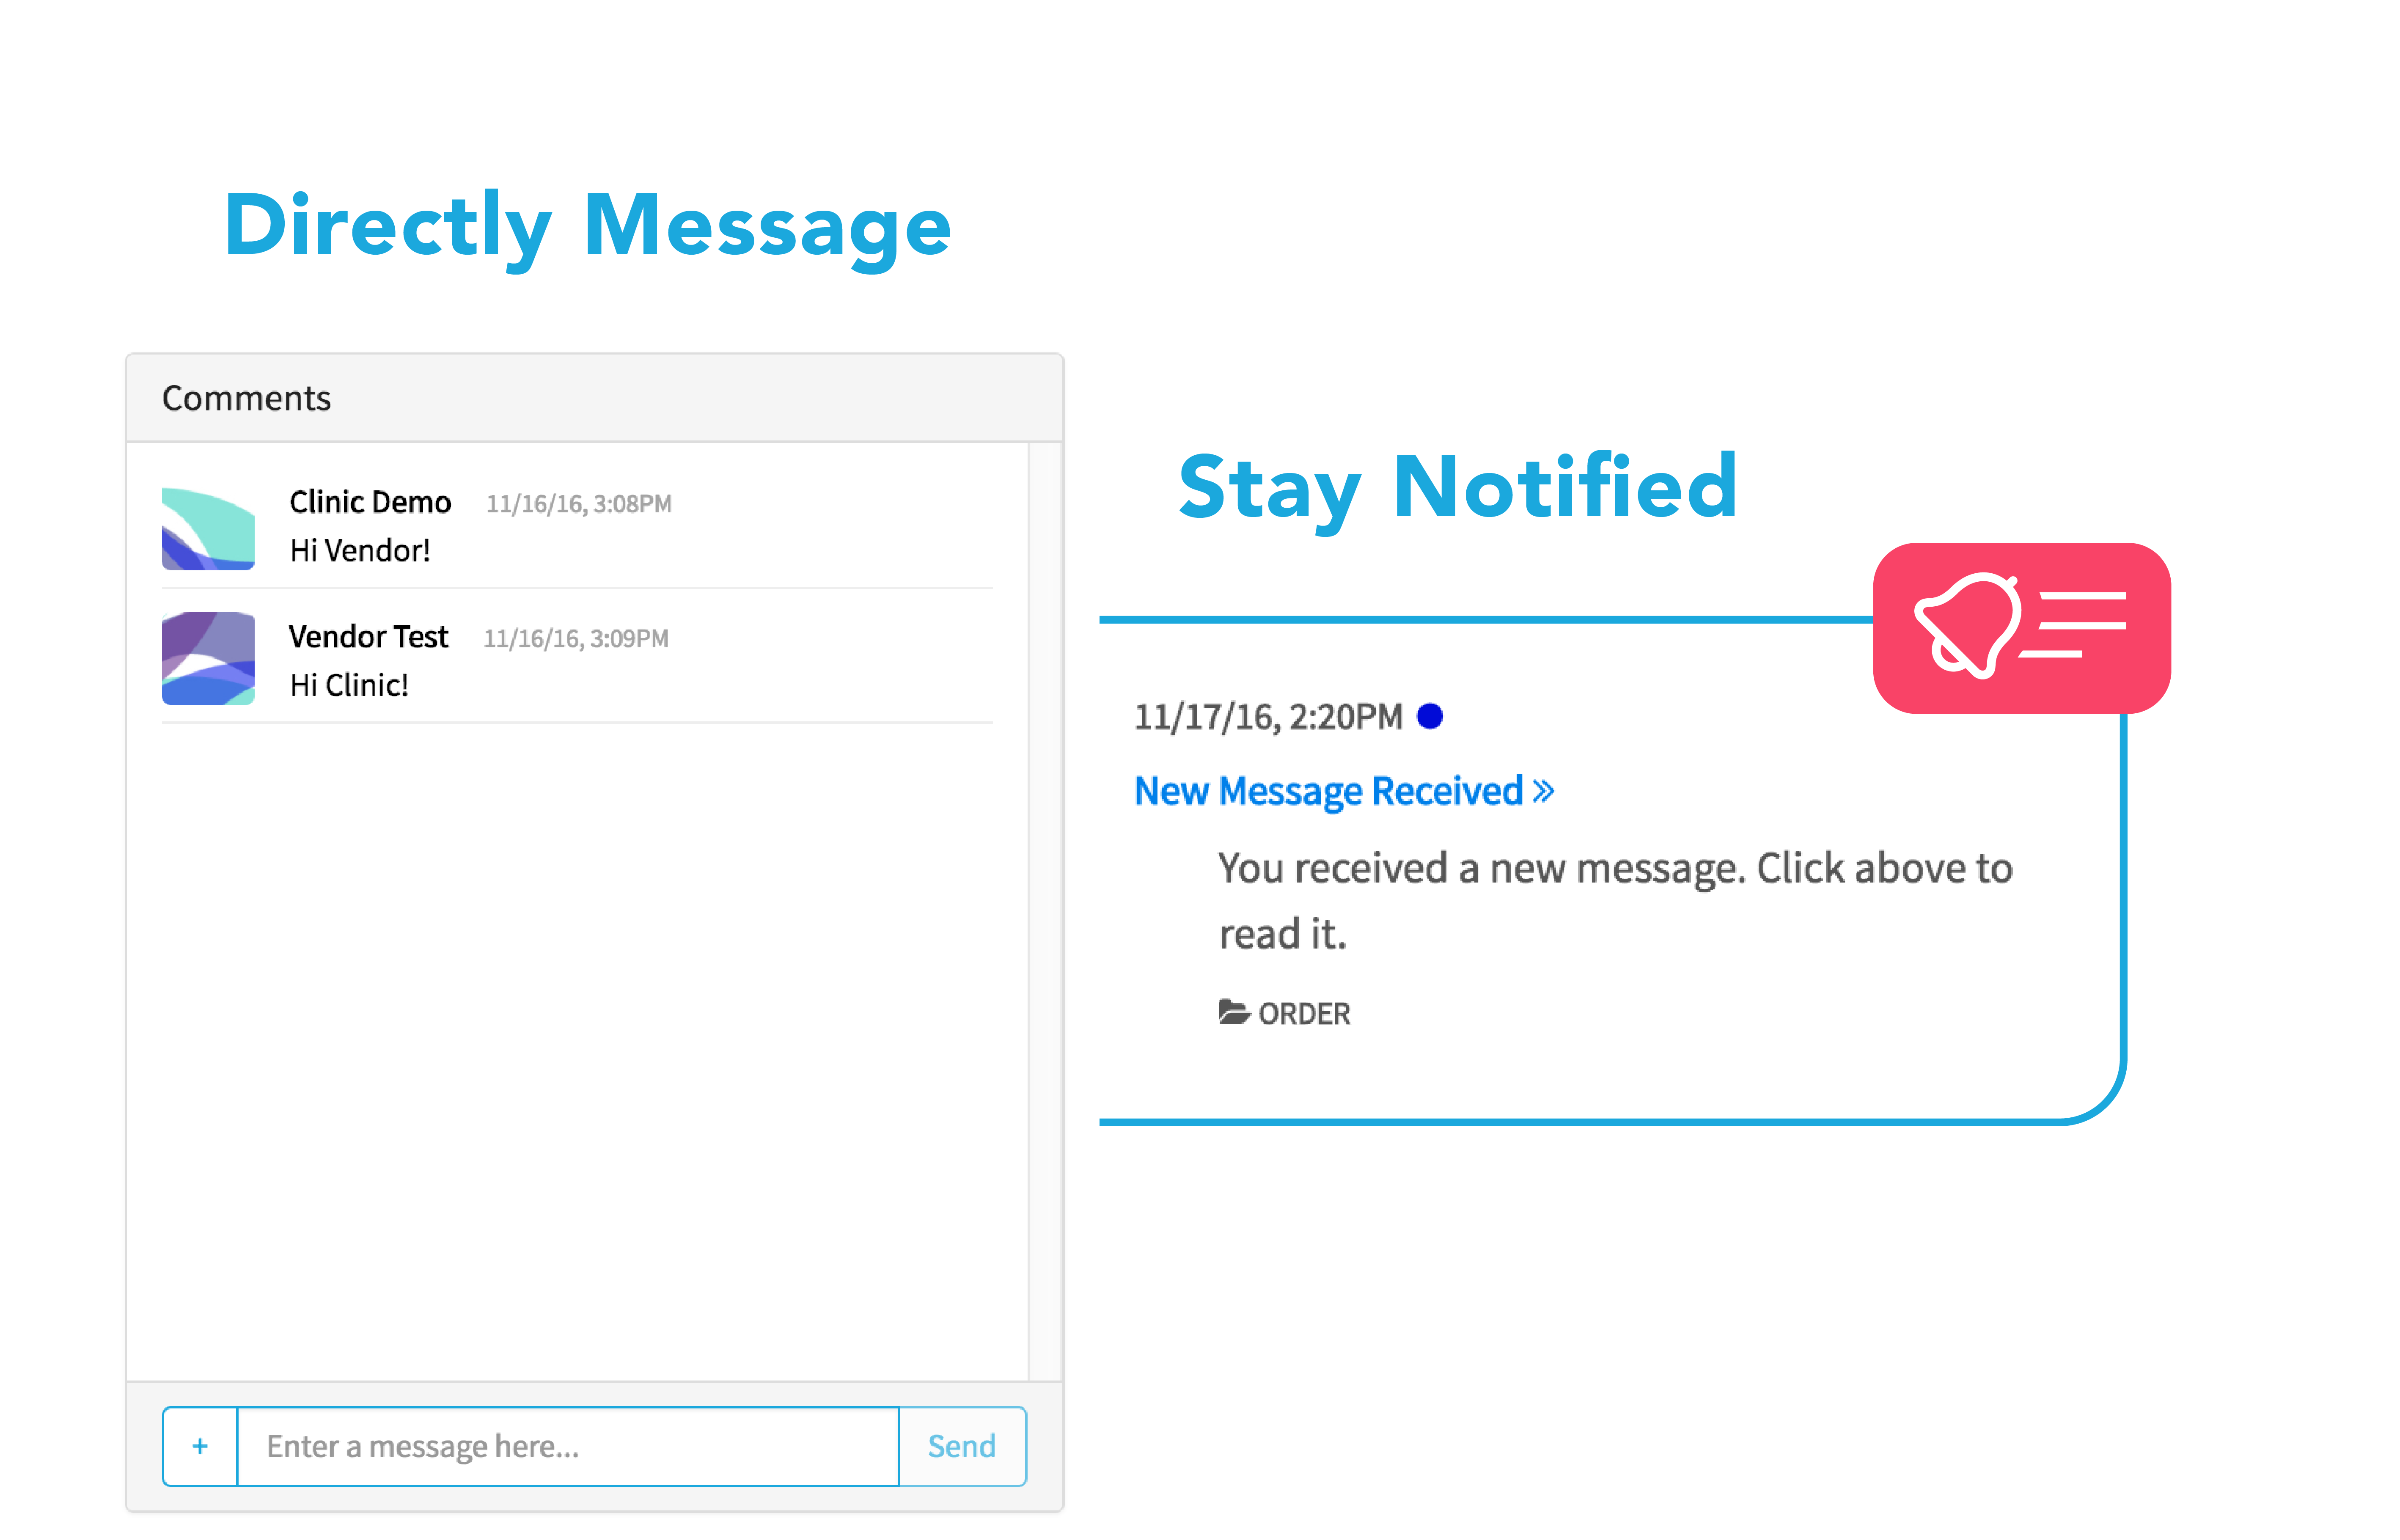 Directly Message
Comments
Clinic Demo 11/16/16, 3:08PM
Hi Vendor!
Vendor Test 11/16/16, 3:09PM
Hi Clinic!
+ Enter a message here... Send
Stay Notified
11/17/16, 2:20PM
New Message Received »
You received a new message. Click above to
read it.
ORDER